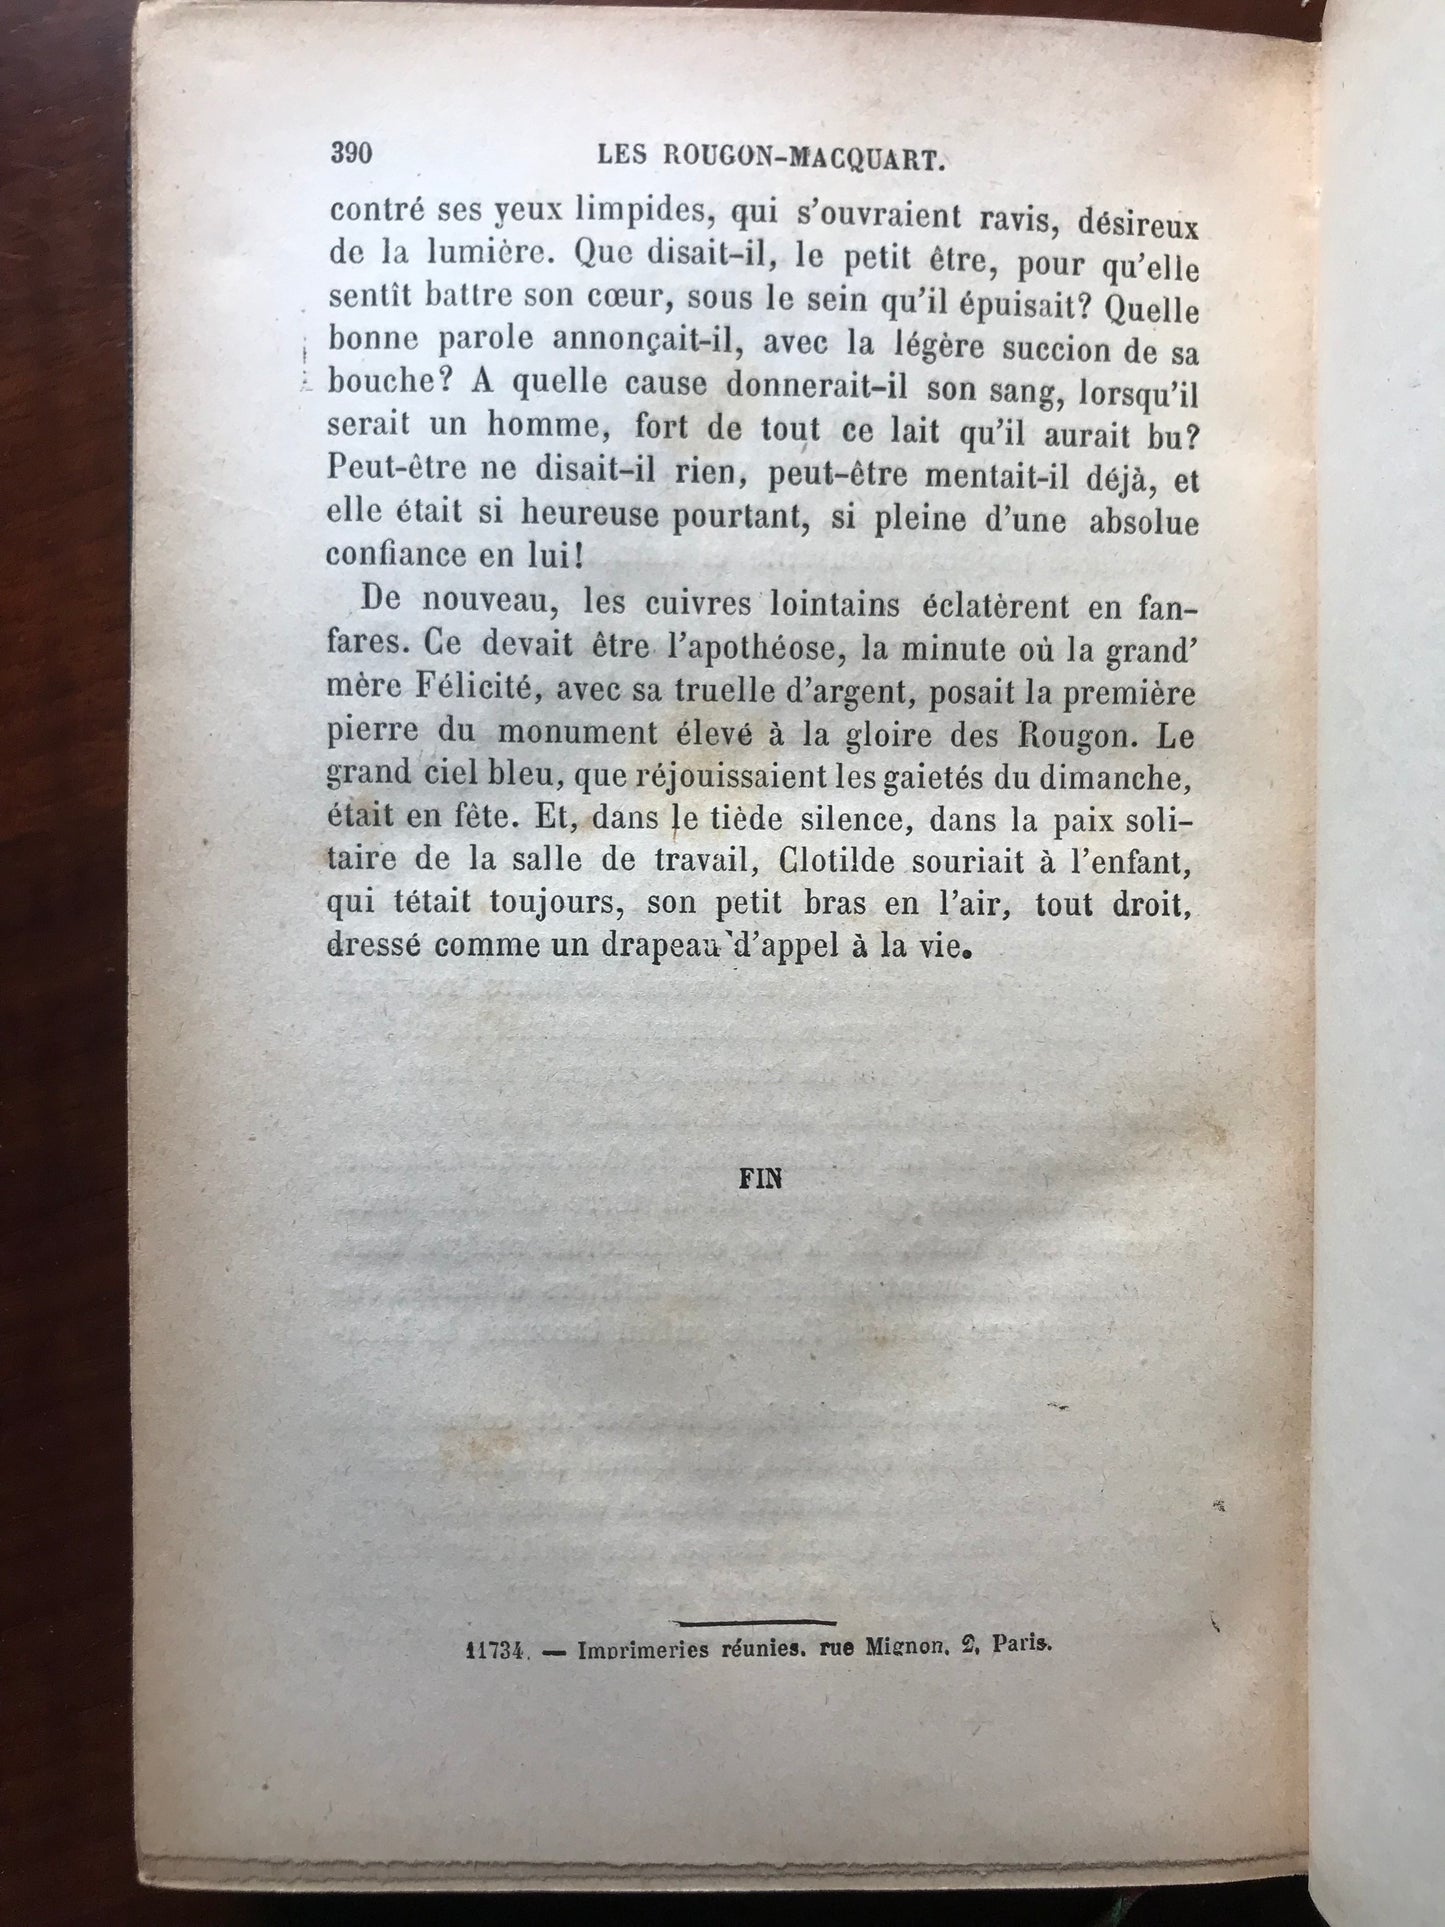 390 LES ROUGON-MACQUART.
contré ses yeux limpides, qui s'ouvraient ravis, désireux
de la lumière. Que disait-il, le petit être, pour qu'elle
sentît battre son cœur, sous le sein qu'il épuisait? Quelle
bonne parole annonçait-il, avec la légère succion de sa
bouche? A quelle cause donnerait-il son sang, lorsqu'il
serait un homme, fort de tout ce lait qu'il aurait bu?
Peut-être ne disait-il rien, peut-être mentait-il déjà, et
elle était si heureuse pourtant, si pleine d'une absolue
confiance en lui!
De nouveau, les cuivres lointains éclatèrent en fan-
fares. Ce devait être l'apothéose, la minute où la grand'
mère Félicité, avec sa truelle d'argent, posait la première
pierre du monument élevé à la gloire des Rougon. Le
grand ciel bleu, que réjouissaient les gaietés du dimanche,
était en fête. Et, dans le tiède silence, dans la paix soli-
taire de la salle de travail, Clotilde souriait à l'enfant,
qui tétait toujours, son petit bras en l'air, tout droit,
dressé comme un drapeau d'appel à la vie.
FIN
11734. — Imprimeries réunies, rue Mignon, 2, Paris.